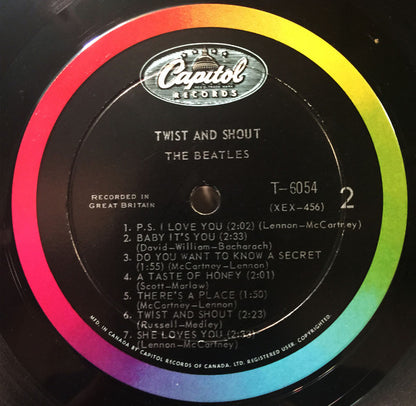 Capitol
RECORDS
TWIST AND SHOUT
THE BEATLES
RECORDED IN
GREAT BRITAIN
T-6054
(XEX-456)
2
1. P.S. I LOVE YOU (2:02) (Lennon-McCartney)
2. BABY IT'S YOU (2:33)
(David-William-Bacharach)
3. DO YOU WANT TO KNOW A SECRET
(1:55) (McCartney-Lennon)
4. A TASTE OF HONEY (2:01)
(Scott-Marlow)
5. THERE'S A PLACE (1:50)
(McCartney-Lennon)
6. TWIST AND SHOUT (2:23)
(Russell-Medley)
7. SHE LOVES YOU
(Lennon-McCartney)
MFD. IN CANADA BY CAPITOL RECORDS OF CANADA, LTD. REGISTERED USER. COPYRIGHTED.